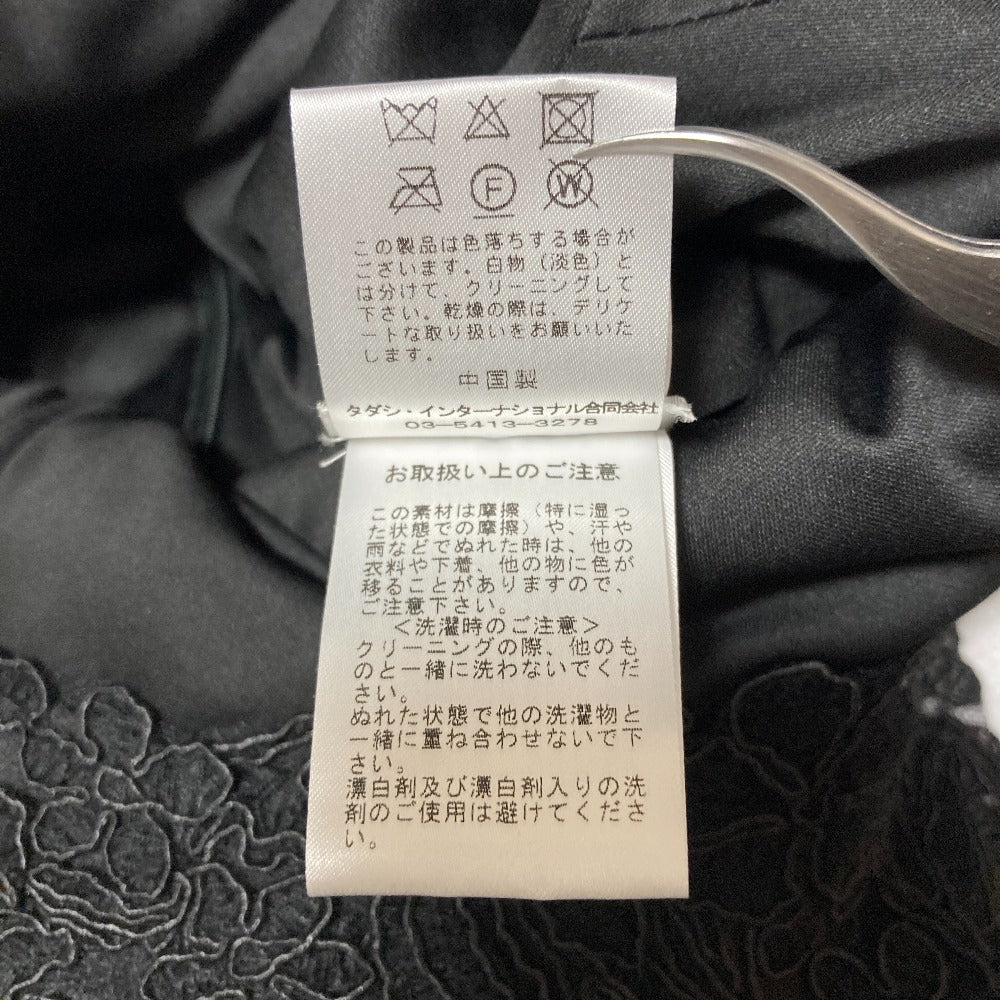 F
W
この製品は色落ちする場合が
ございます。白物（淡色）と
は分けて、クリーニングして
下さい。乾燥の際は、デリケ
ートな取り扱いをお願いいた
します。
中国製
タダシ・インターナショナル合同会社
03-5413-3278
お取扱い上のご注意
この素材は摩擦（特に湿っ
た状態での摩擦）や、汗や
雨などでぬれた時は、他の
衣料や下着、他の物に色が
移ることがありますので、
ご注意下さい。
＜洗濯時のご注意＞
クリーニングの際、他のも
のと一緒に洗わないでくだ
さい。
ぬれた状態で他の洗濯物と
一緒に重ね合わせないで下
さい。
漂白剤及び漂白剤入りの洗
剤のご使用は避けてくださ
い。